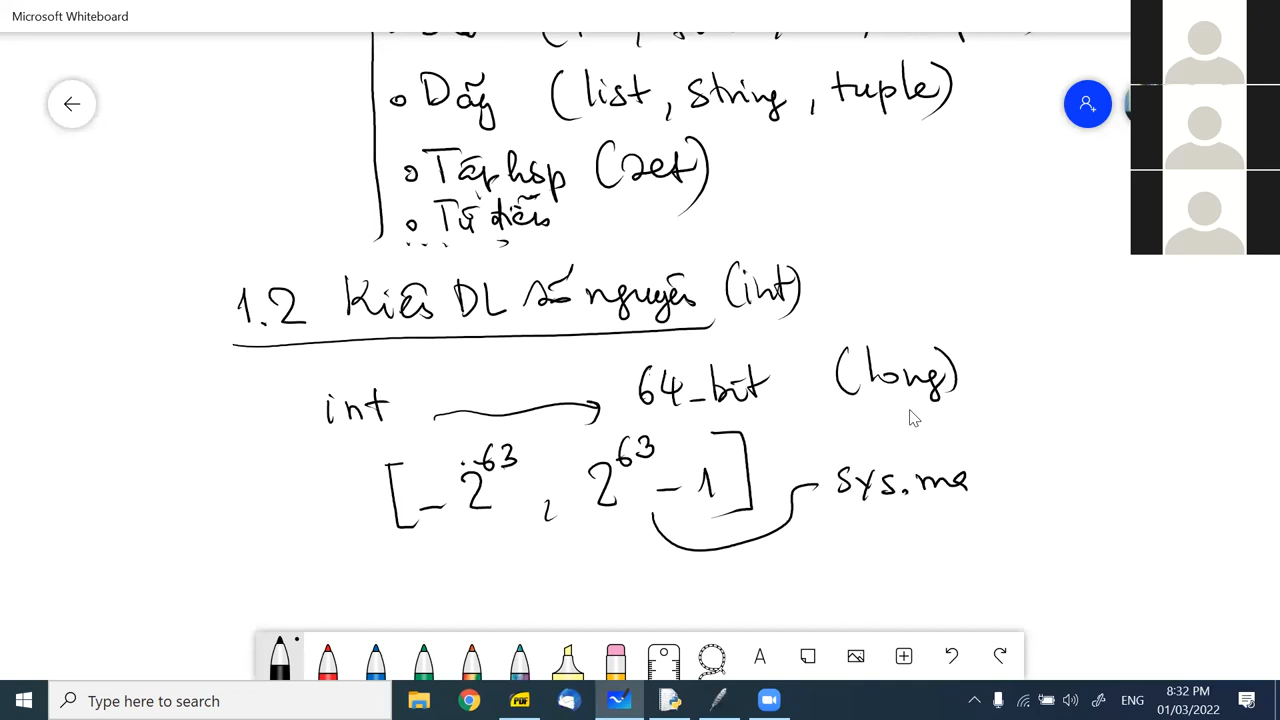 Microsoft Whiteboard
• Dãy (list, string, tuple)
• Tập hợp (set)
• Từ điển
1.2 Kiểu DL số nguyên (int)
int → 64_bit (long)
[-2^63, 2^63 - 1] sys.ma
A
Type here to search
PDF
ENG
8:32 PM
01/03/2022